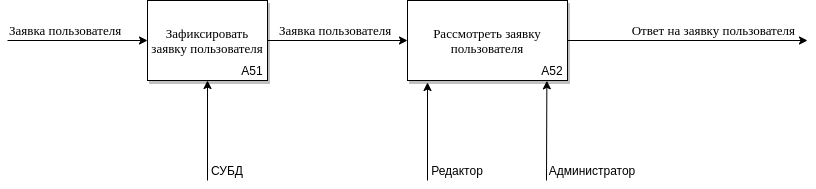 Заявка пользователя
Зафиксировать
заявку пользователя
A51
Заявка пользователя
Рассмотреть заявку
пользователя
A52
Ответ на заявку пользователя
СУБД
Редактор
Администратор